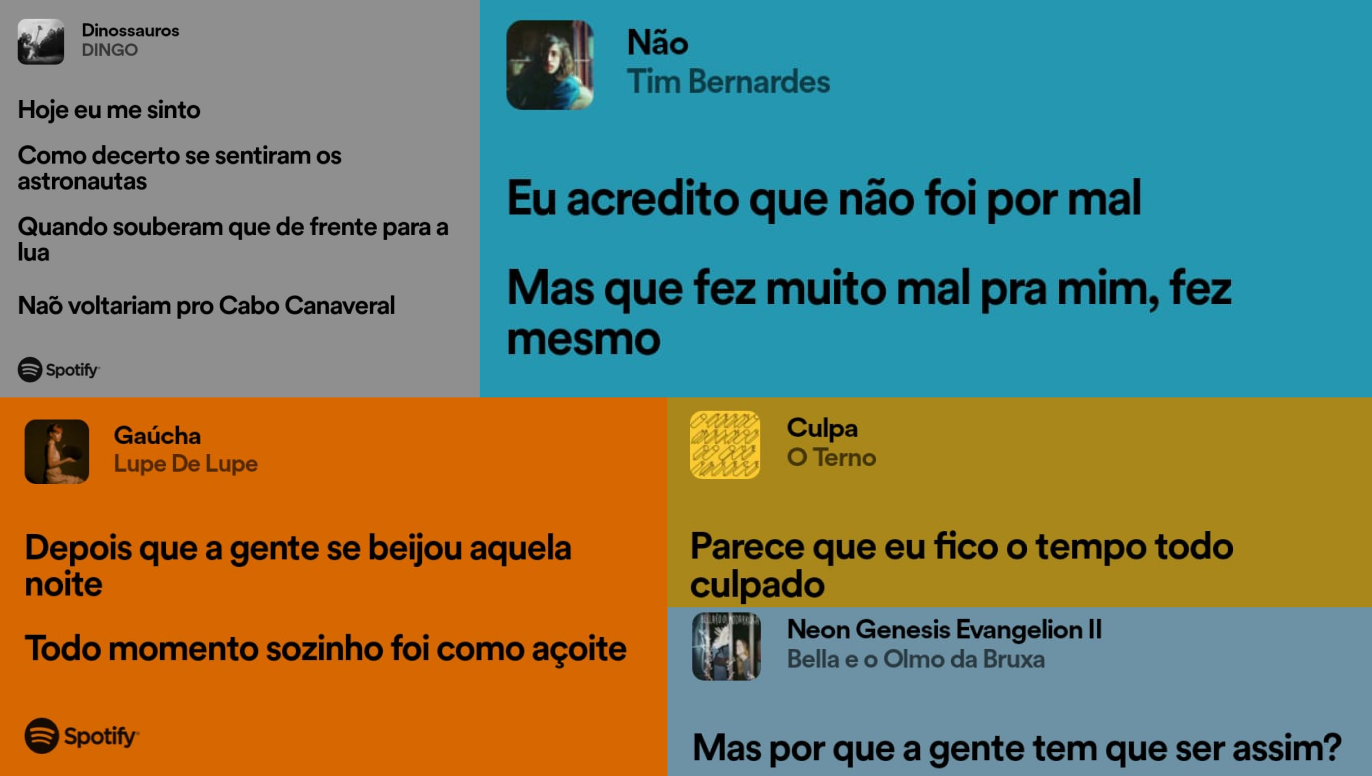 Dinossauros
DINGO
Hoje eu me sinto
Como decerto se sentiram os
astronautas
Quando souberam que de frente para a
lua
Naõ voltariam pro Cabo Canaveral
Spotify
Não
Tim Bernardes
Eu acredito que não foi por mal
Mas que fez muito mal pra mim, fez
mesmo
Gaúcha
Lupe De Lupe
Depois que a gente se beijou aquela
noite
Todo momento sozinho foi como açoite
Spotify
Culpa
O Terno
Parece que eu fico o tempo todo
culpado
Neon Genesis Evangelion II
Bella e o Olmo da Bruxa
Mas por que a gente tem que ser assim?